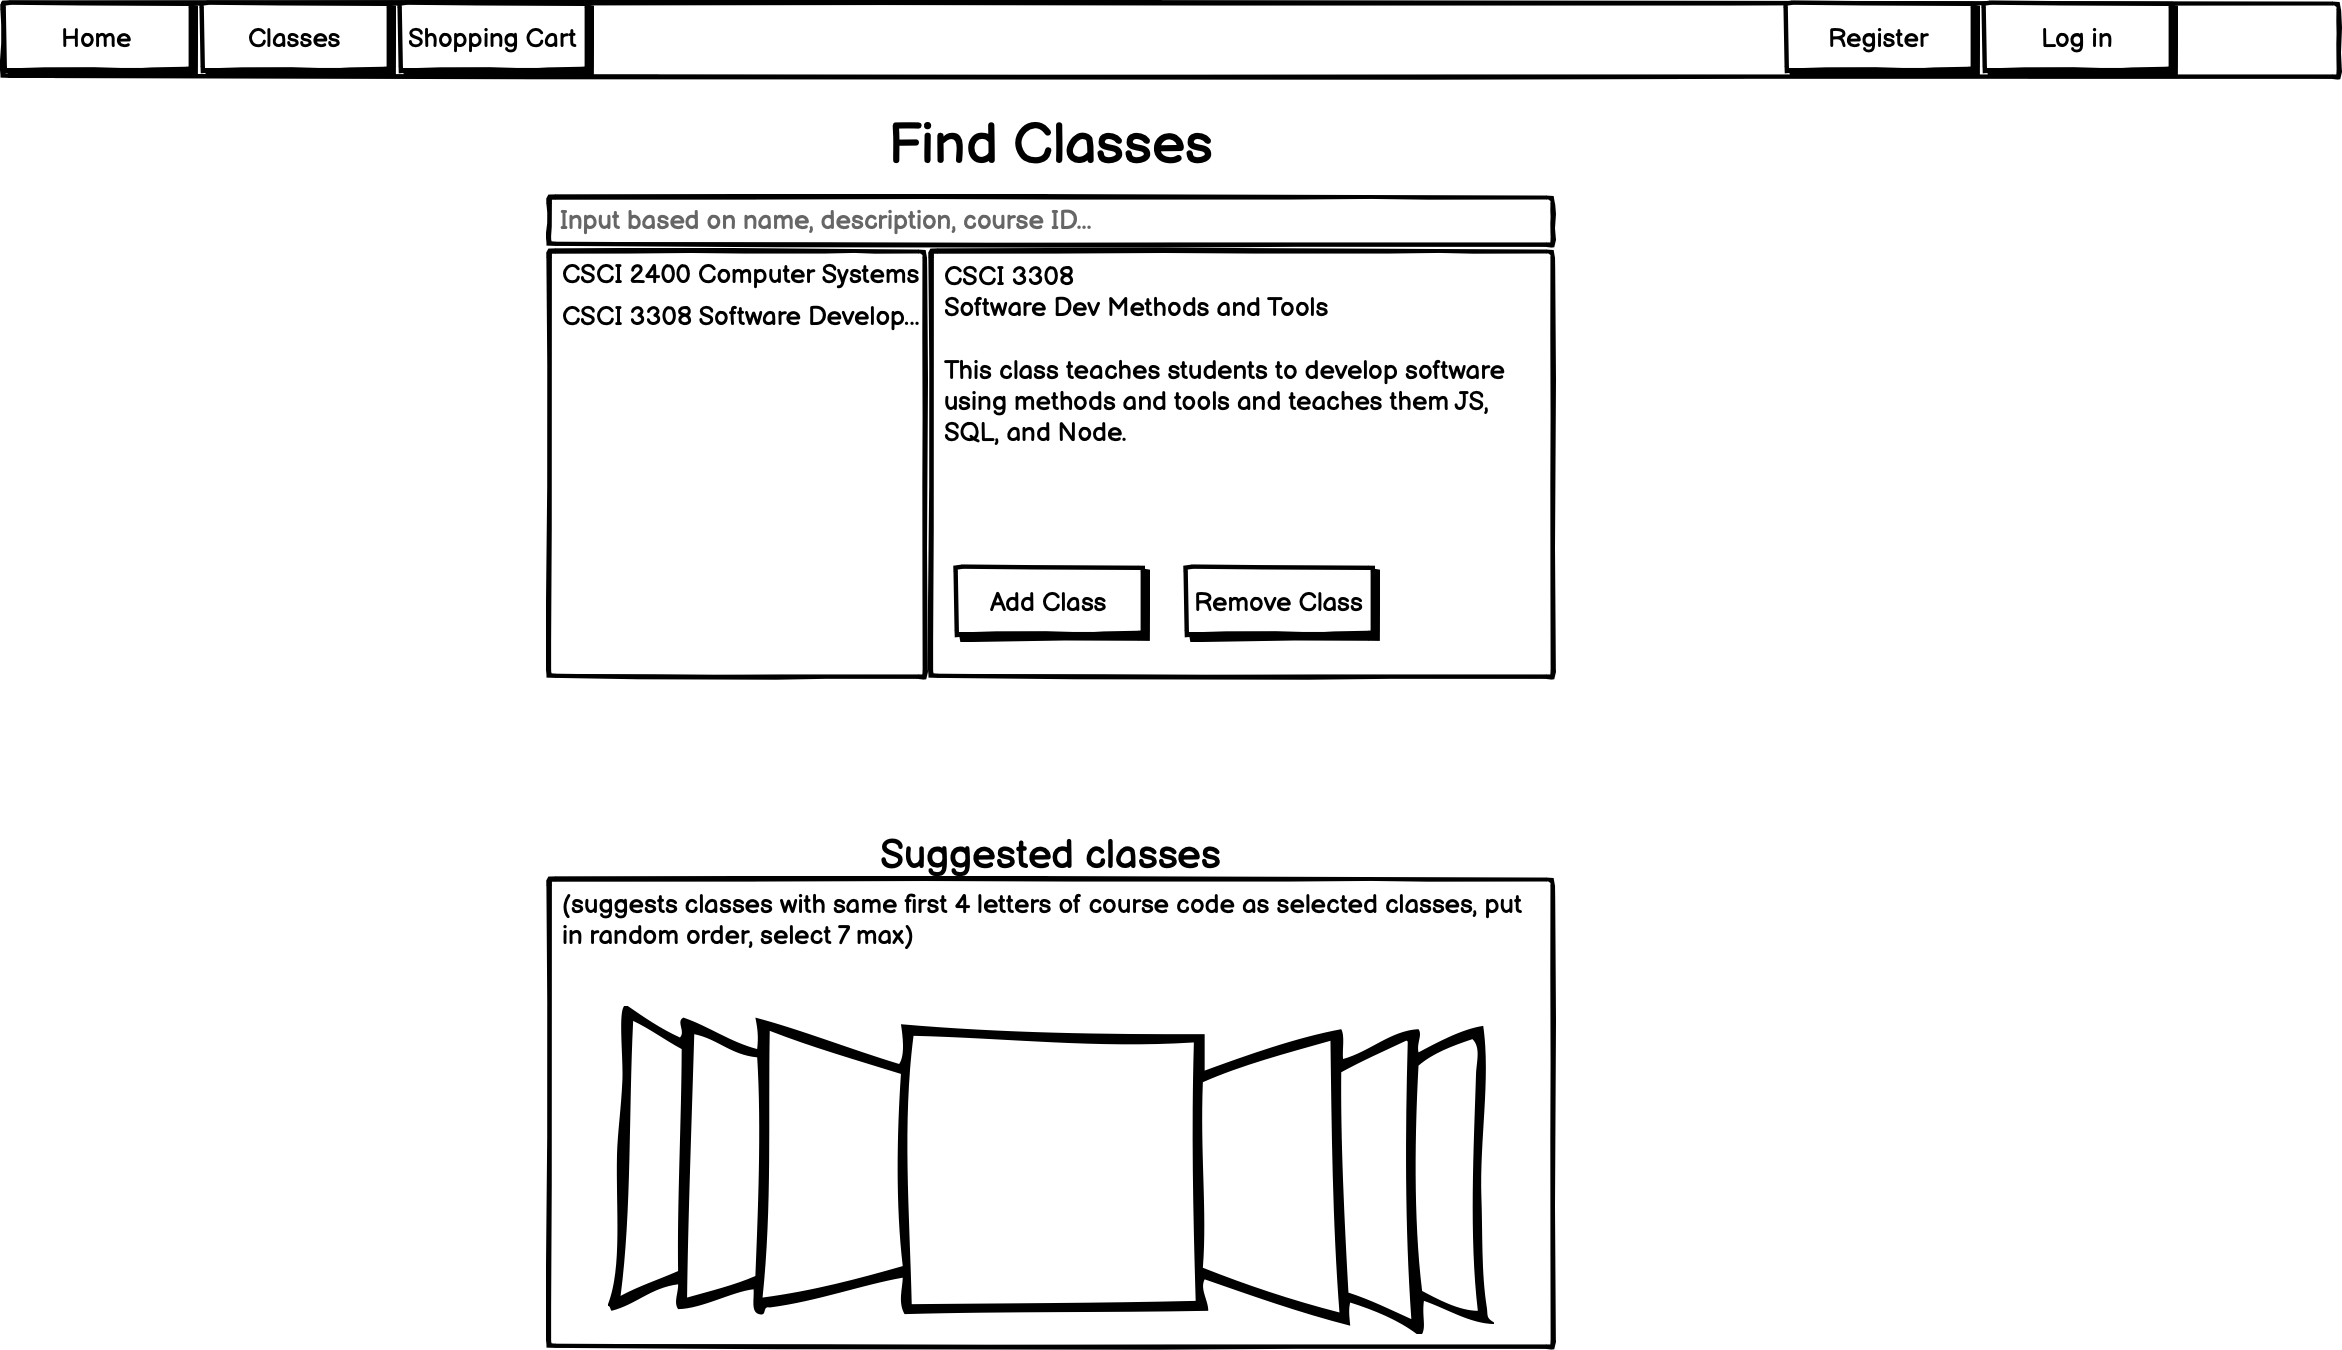 Home
Classes
Shopping Cart
Register
Log in
Find Classes
Input based on name, description, course ID...
CSCI 2400 Computer Systems
CSCI 3308 Software Develop...
CSCI 3308
Software Dev Methods and Tools
This class teaches students to develop software
using methods and tools and teaches them JS,
SQL, and Node.
Add Class
Remove Class
Suggested classes
(suggests classes with same first 4 letters of course code as selected classes, put
in random order, select 7 max)